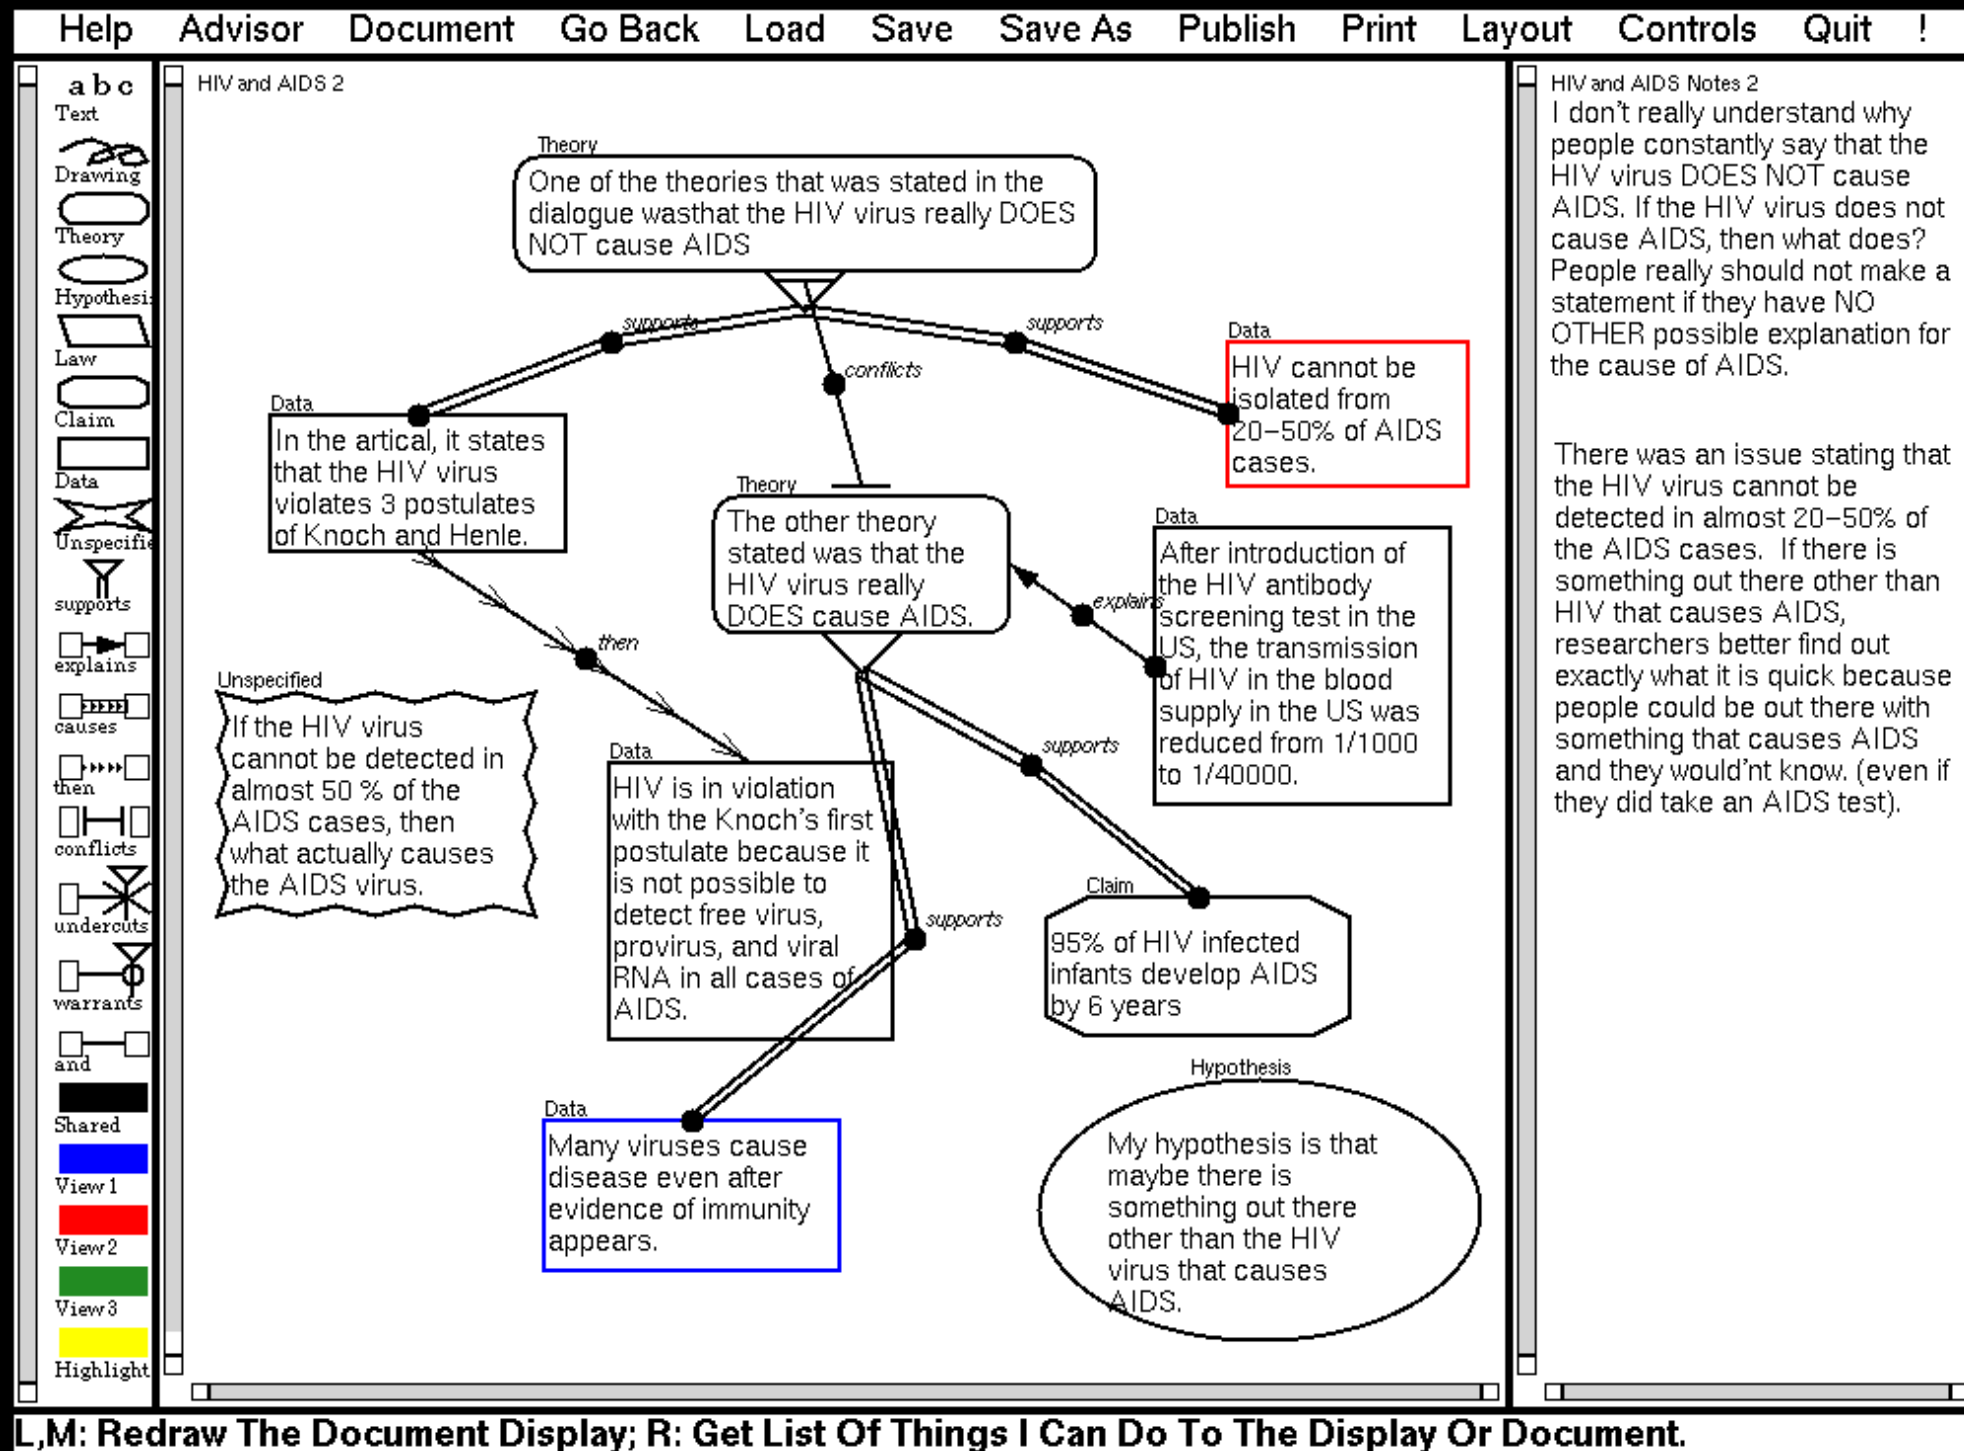 Help Advisor Document Go Back Load Save Save As Publish Print Layout Controls Quit !
a b c
Text
Drawing
Theory
Hypothesi
Law
Claim
Data
Unspecifie
supports
explains
causes
then
conflicts
undercuts
warrants
and
Shared
View 1
View 2
View 3
Highlight
HIV and AIDS 2
Theory
One of the theories that was stated in the
dialogue wasthat the HIV virus really DOES
NOT cause AIDS
supports
conflicts
supports
Data
HIV cannot be
isolated from
20-50% of AIDS
cases.
Data
In the artical, it states
that the HIV virus
violates 3 postulates
of Knoch and Henle.
Theory
The other theory
stated was that the
HIV virus really
DOES cause AIDS.
explains
Data
After introduction of
the HIV antibody
screening test in the
US, the transmission
of HIV in the blood
supply in the US was
reduced from 1/1000
to 1/40000.
then
Unspecified
If the HIV virus
cannot be detected in
almost 50 % of the
AIDS cases, then
what actually causes
the AIDS virus.
Data
HIV is in violation
with the Knoch's first
postulate because it
is not possible to
detect free virus,
provirus, and viral
RNA in all cases of
AIDS.
supports
supports
Claim
95% of HIV infected
infants develop AIDS
by 6 years
Data
Many viruses cause
disease even after
evidence of immunity
appears.
Hypothesis
My hypothesis is that
maybe there is
something out there
other than the HIV
virus that causes
AIDS.
HIV and AIDS Notes 2
I don't really understand why
people constantly say that the
HIV virus DOES NOT cause
AIDS. If the HIV virus does not
cause AIDS, then what does?
People really should not make a
statement if they have NO
OTHER possible explanation for
the cause of AIDS.
There was an issue stating that
the HIV virus cannot be
detected in almost 20-50% of
the AIDS cases. If there is
something out there other than
HIV that causes AIDS,
researchers better find out
exactly what it is quick because
people could be out there with
something that causes AIDS
and they would'nt know. (even if
they did take an AIDS test).
L,M: Redraw The Document Display; R: Get List Of Things I Can Do To The Display Or Document.